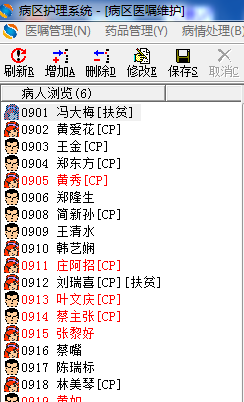 病区护理系统 - [病区医嘱维护]
医嘱管理(N) 药品管理(Y) 病情处理(B)
刷新R 增加A 删除D 修改E 保存S 取消C
病人浏览(6)
0901 冯大梅[扶贫]
0902 黄爱花[CP]
0903 王金[CP]
0904 郑东方[CP]
0905 黄秀[CP]
0906 郑隆生
0908 简新孙[CP]
0909 王清水
0910 韩艺娴
0911 庄阿招[CP]
0912 刘瑞喜[CP][扶贫]
0913 叶文庆[CP]
0914 蔡主张[CP]
0915 张黎好
0916 蔡嘴
0917 陈瑞标
0918 林美琴[CP]
0919 黄如